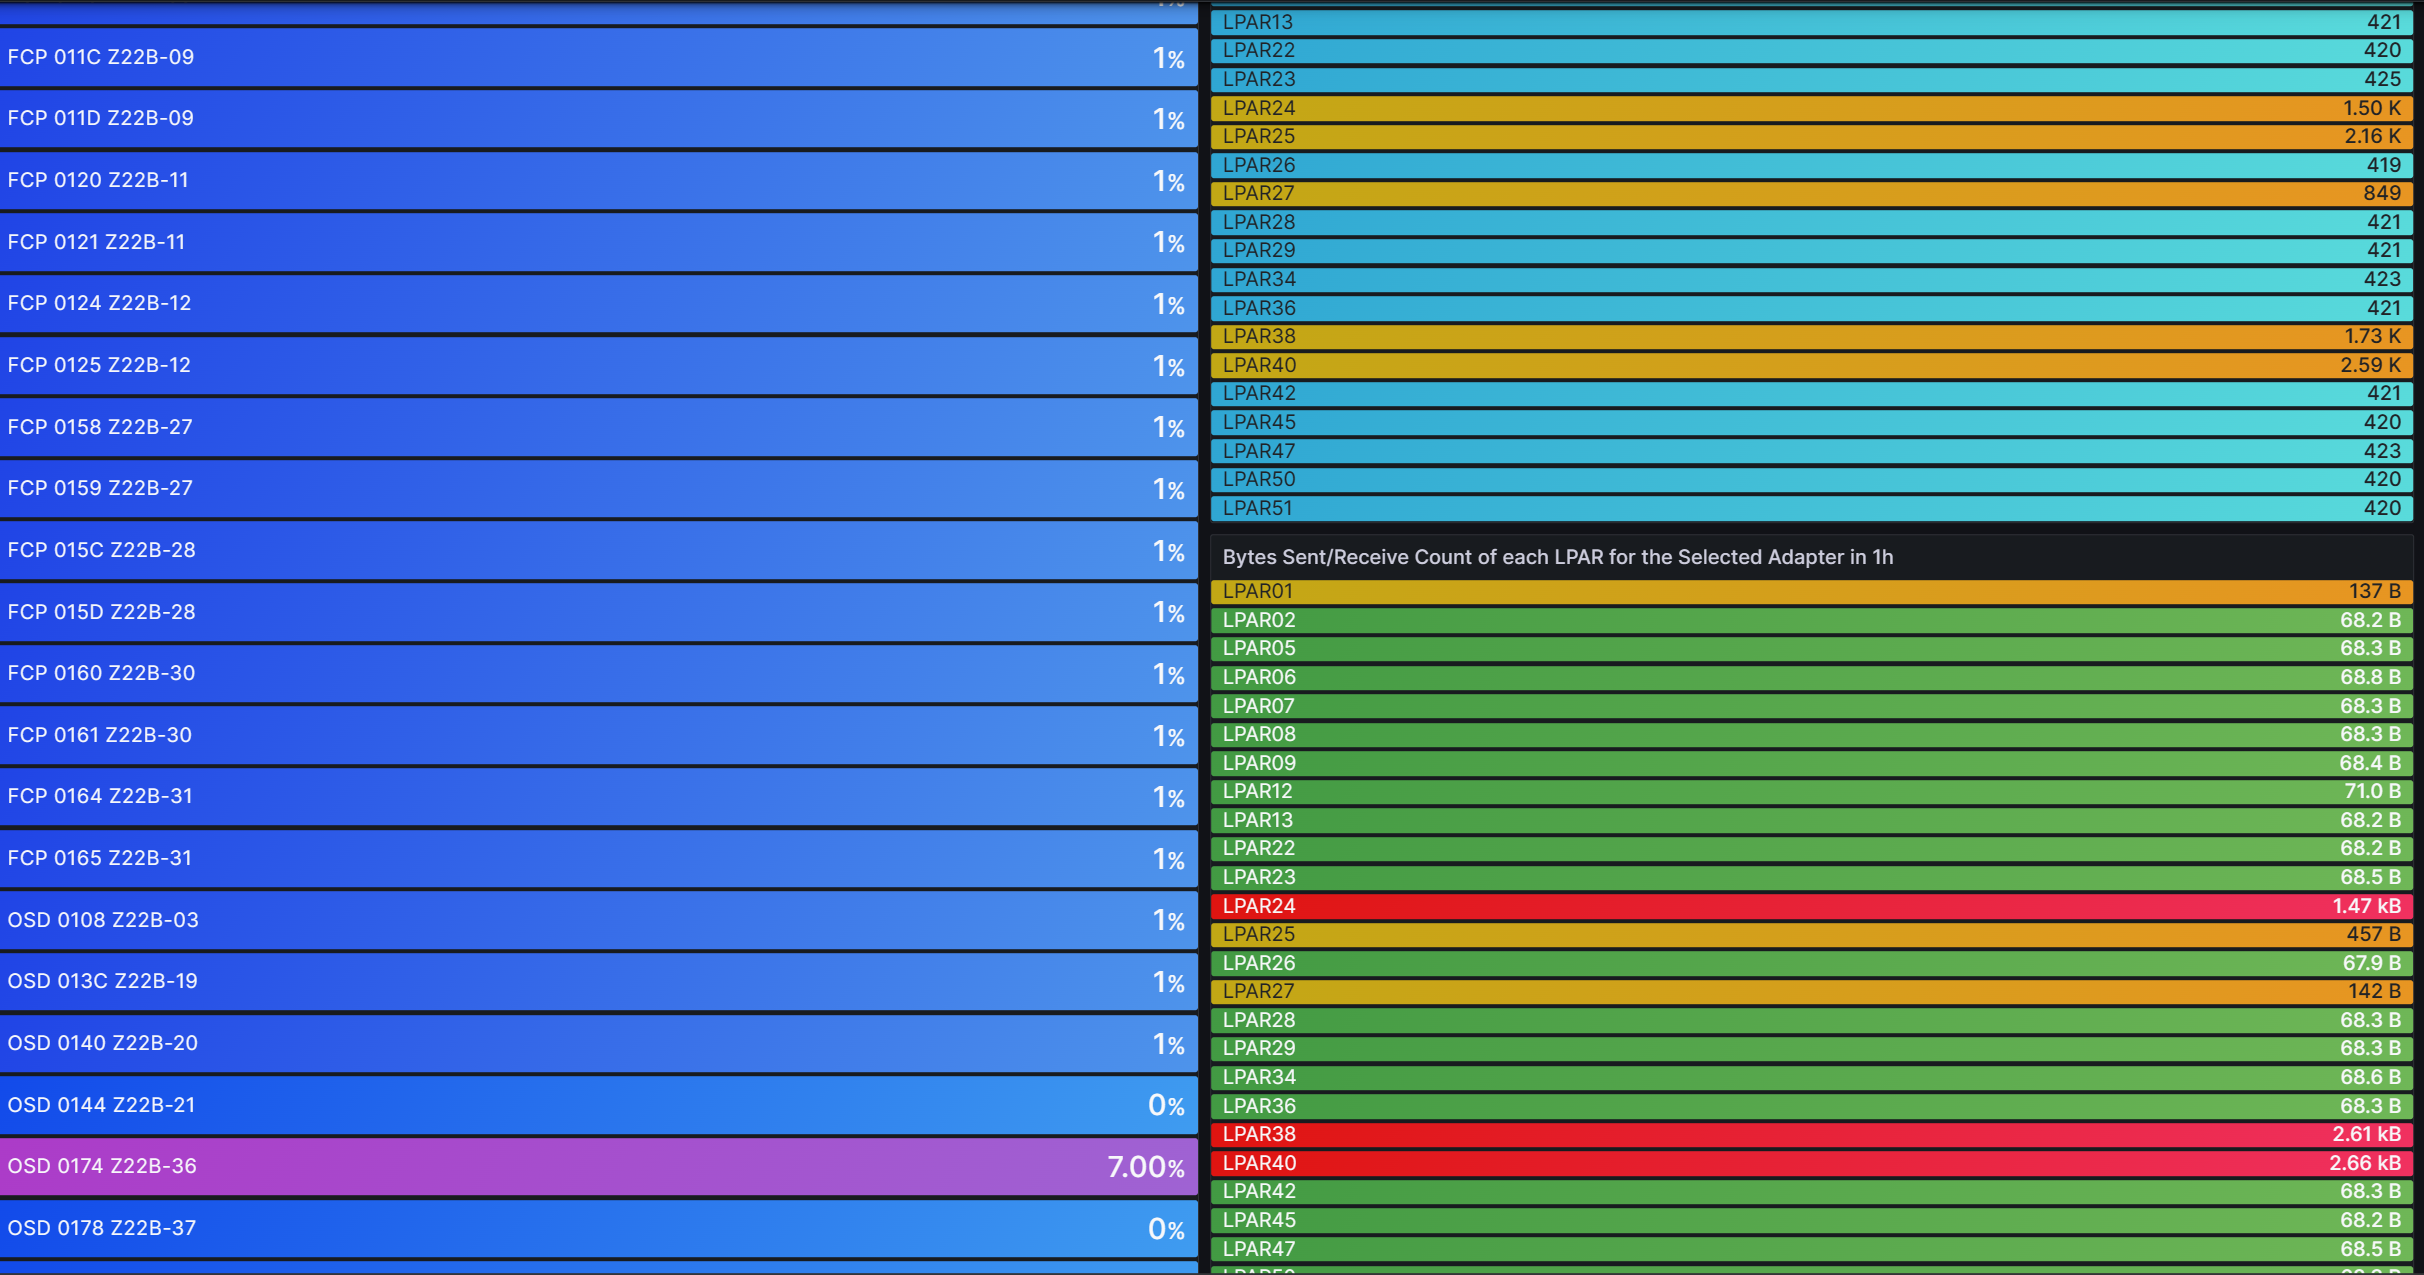 FCP 011C Z22B-09 1%
FCP 011D Z22B-09 1%
FCP 0120 Z22B-11 1%
FCP 0121 Z22B-11 1%
FCP 0124 Z22B-12 1%
FCP 0125 Z22B-12 1%
FCP 0158 Z22B-27 1%
FCP 0159 Z22B-27 1%
FCP 015C Z22B-28 1%
FCP 015D Z22B-28 1%
FCP 0160 Z22B-30 1%
FCP 0161 Z22B-30 1%
FCP 0164 Z22B-31 1%
FCP 0165 Z22B-31 1%
OSD 0108 Z22B-03 1%
OSD 013C Z22B-19 1%
OSD 0140 Z22B-20 1%
OSD 0144 Z22B-21 0%
OSD 0174 Z22B-36 7.00%
OSD 0178 Z22B-37 0%
LPAR13 421
LPAR22 420
LPAR23 425
LPAR24 1.50 K
LPAR25 2.16 K
LPAR26 419
LPAR27 849
LPAR28 421
LPAR29 421
LPAR34 423
LPAR36 421
LPAR38 1.73 K
LPAR40 2.59 K
LPAR42 421
LPAR45 420
LPAR47 423
LPAR50 420
LPAR51 420
Bytes Sent/Receive Count of each LPAR for the Selected Adapter in 1h
LPAR01 137 B
LPAR02 68.2 B
LPAR05 68.3 B
LPAR06 68.8 B
LPAR07 68.3 B
LPAR08 68.3 B
LPAR09 68.4 B
LPAR12 71.0 B
LPAR13 68.2 B
LPAR22 68.2 B
LPAR23 68.5 B
LPAR24 1.47 kB
LPAR25 457 B
LPAR26 67.9 B
LPAR27 142 B
LPAR28 68.3 B
LPAR29 68.3 B
LPAR34 68.6 B
LPAR36 68.3 B
LPAR38 2.61 kB
LPAR40 2.66 kB
LPAR42 68.3 B
LPAR45 68.2 B
LPAR47 68.5 B